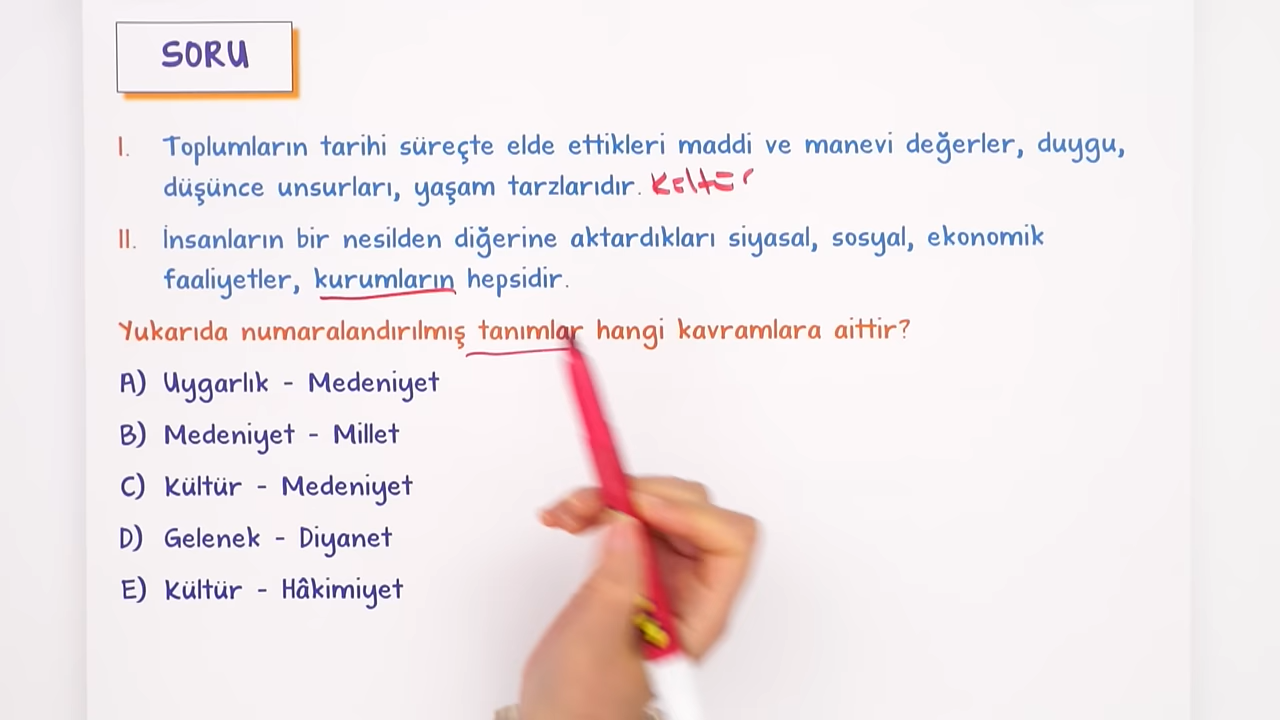 SORU
I. Toplumların tarihi süreçte elde ettikleri maddi ve manevi değerler, duygu,
düşünce unsurları, yaşam tarzlarıdır. Kültür
II. İnsanların bir nesilden diğerine aktardıkları siyasal, sosyal, ekonomik
faaliyetler, kurumların hepsidir.
Yukarıda numaralandırılmış tanımlar hangi kavramlara aittir?
A) Uygarlık - Medeniyet
B) Medeniyet - Millet
C) Kültür - Medeniyet
D) Gelenek - Diyanet
E) Kültür - Hâkimiyet